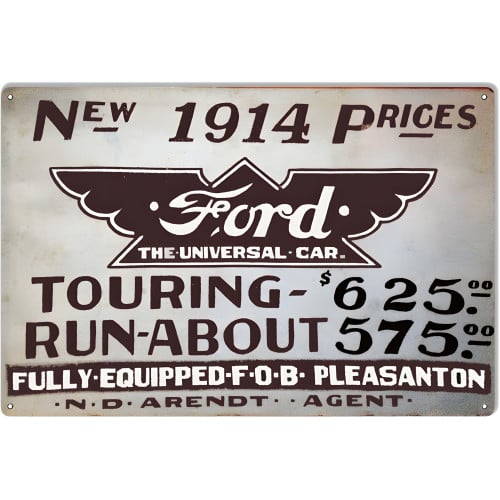 NEW 1914 PRICES
Ford
THE·UNIVERSAL·CAR.
TOURING- $625.00
RUN-ABOUT 575.00
FULLY·EQUIPPED·F·O·B· PLEASANTON
·N·D·ARENDT· AGENT·